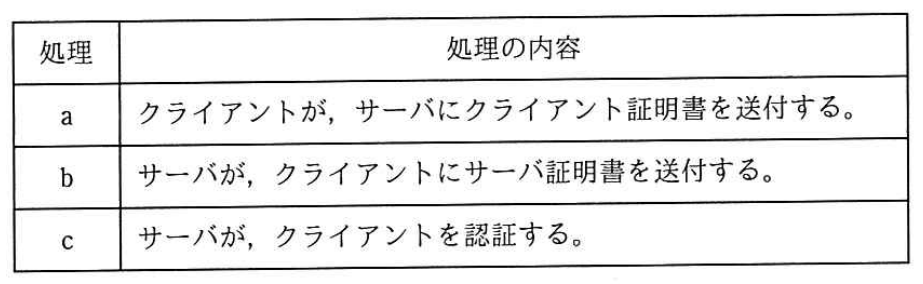 処理 処理の内容
a クライアントが，サーバにクライアント証明書を送付する。
b サーバが，クライアントにサーバ証明書を送付する。
c サーバが，クライアントを認証する。